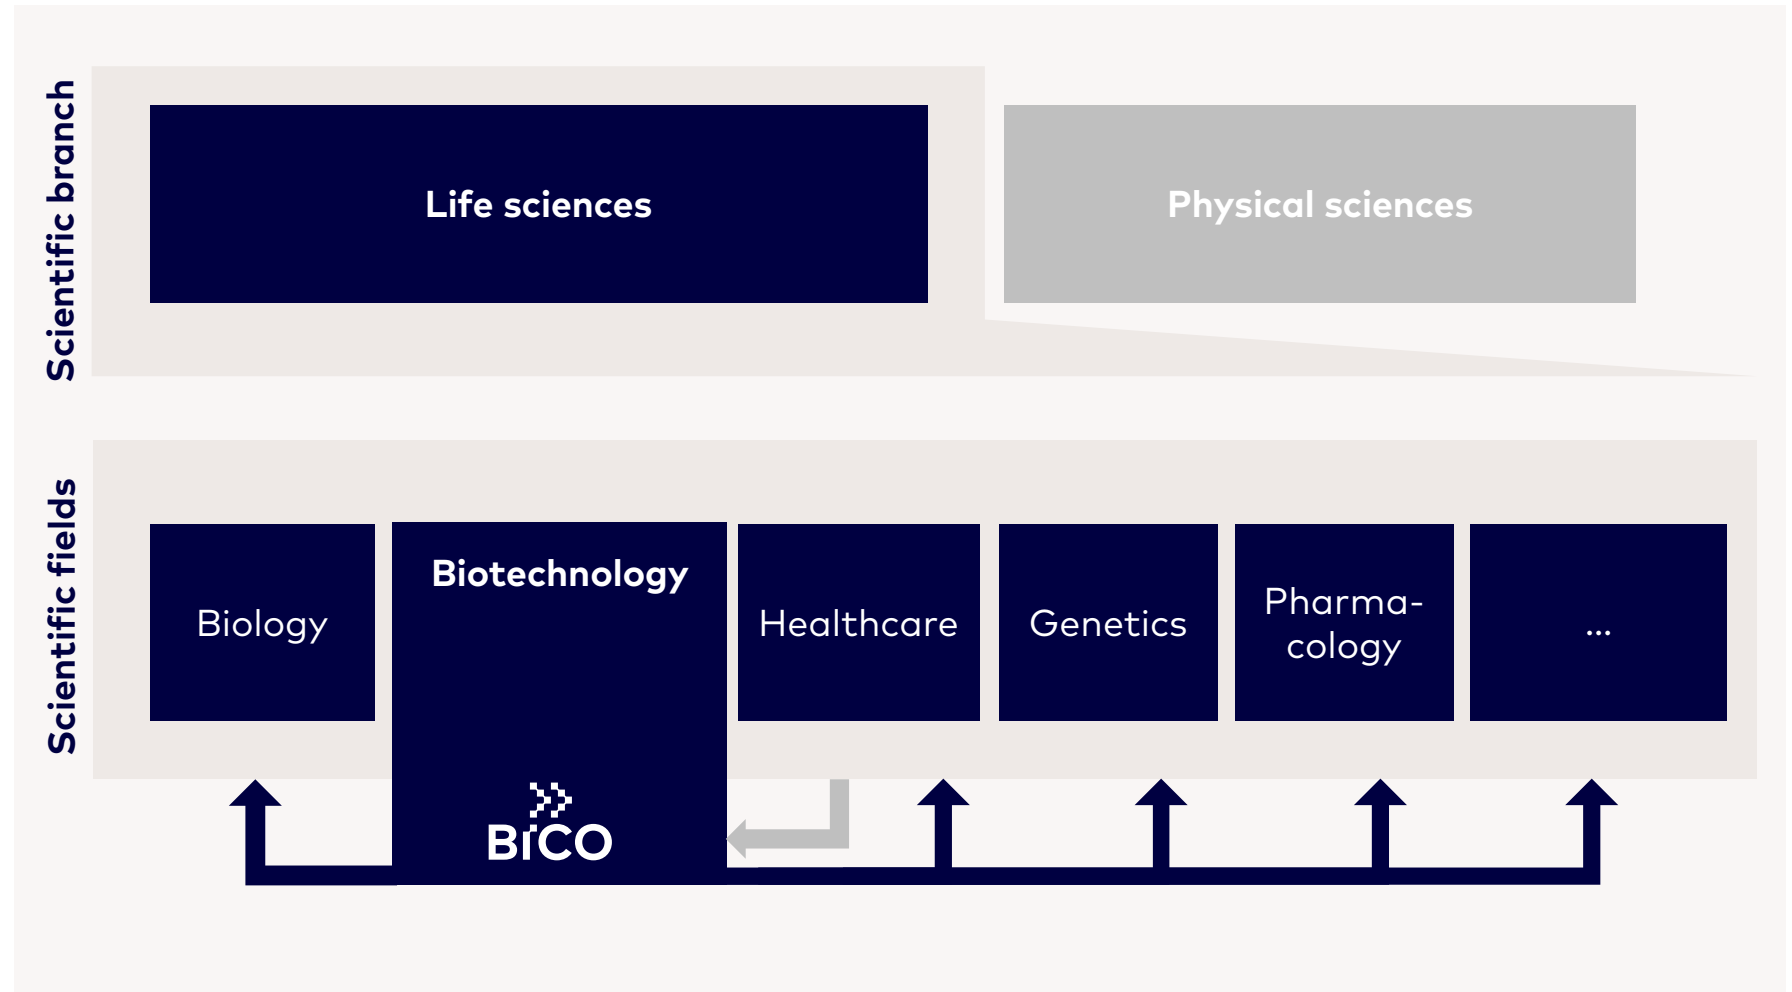 Scientific branch
Life sciences
Physical sciences
Scientific fields
Biology
Biotechnology
BICO
Healthcare
Genetics
Pharma-
cology
...